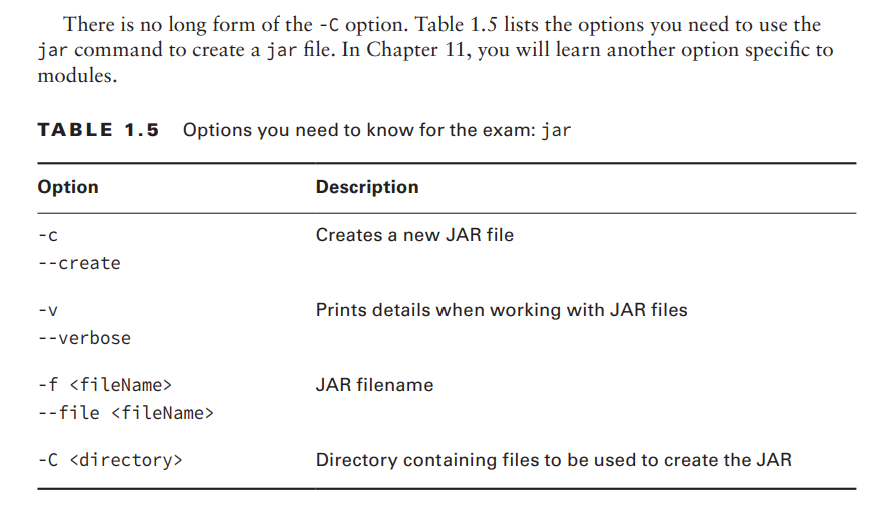 There is no long form of the -C option. Table 1.5 lists the options you need to use the
jar command to create a jar file. In Chapter 11, you will learn another option specific to
modules.
TABLE 1.5 Options you need to know for the exam: jar
Option Description
-c Creates a new JAR file
--create
-v Prints details when working with JAR files
--verbose
-f <fileName> JAR filename
--file <fileName>
-C <directory> Directory containing files to be used to create the JAR